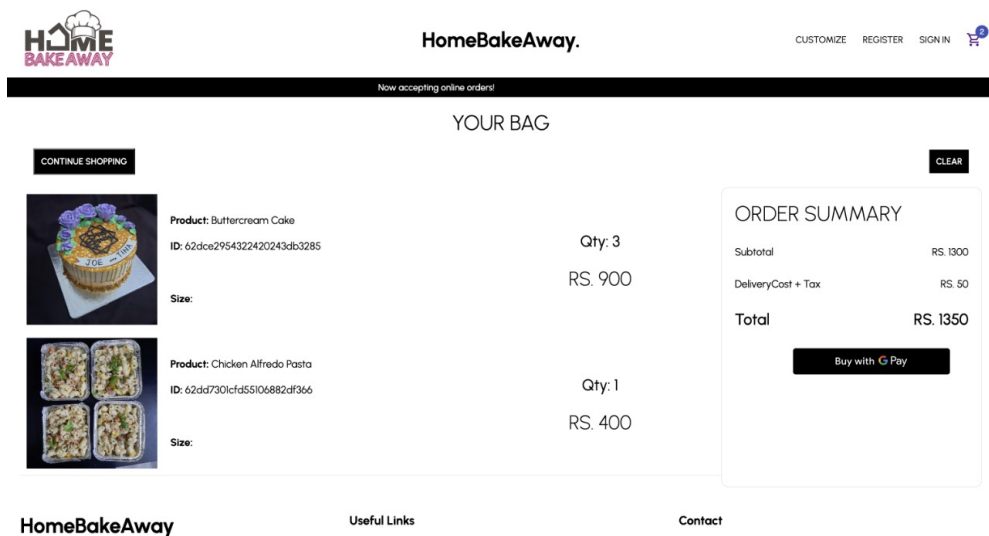 HOME
BAKEAWAY
HomeBakeAway.
CUSTOMIZE REGISTER SIGN IN 2
Now accepting online orders!
YOUR BAG
CONTINUE SHOPPING
CLEAR
JOE TINA
Product: Buttercream Cake
ID: 62dce2954322420243db3285
Size:
Qty: 3
RS. 900
Product: Chicken Alfredo Pasta
ID: 62dd7301cfd55106882df366
Size:
Qty: 1
RS. 400
ORDER SUMMARY
Subtotal RS. 1300
DeliveryCost + Tax RS. 50
Total RS. 1350
Buy with G Pay
HomeBakeAway
Useful Links
Contact